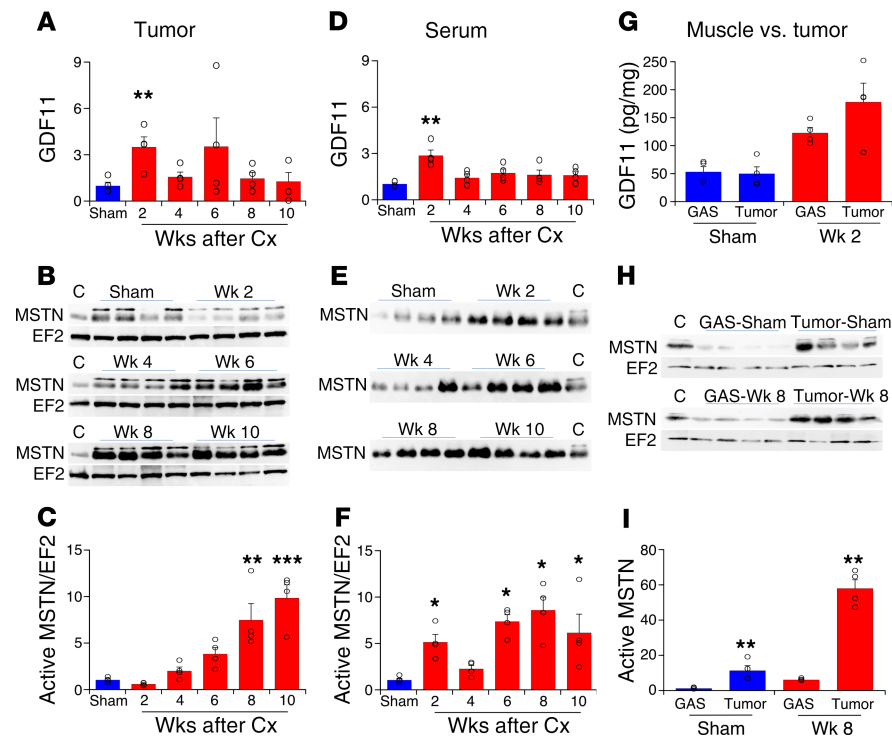 A
Tumor
GDF11
9
6
3
0
**
Sham 2 4 6 8 10
Wks after Cx
D
Serum
GDF11
9
6
3
0
**
Sham 2 4 6 8 10
Wks after Cx
G
Muscle vs. tumor
GDF11 (pg/mg)
250
200
150
100
50
0
GAS Tumor GAS Tumor
Sham Wk 2
B
C Sham Wk 2
MSTN
EF2
C Wk 4 Wk 6
MSTN
EF2
C Wk 8 Wk 10
MSTN
EF2
E
Sham Wk 2 C
MSTN
Wk 4 Wk 6 C
MSTN
Wk 8 Wk 10 C
MSTN
H
C GAS-Sham Tumor-Sham
MSTN
EF2
C GAS-Wk 8 Tumor-Wk 8
MSTN
EF2
C
Active MSTN/EF2
15
10
5
0
** ***
Sham 2 4 6 8 10
Wks after Cx
F
Active MSTN/EF2
15
10
5
0
* * * *
Sham 2 4 6 8 10
Wks after Cx
I
Active MSTN
80
60
40
20
0
** **
GAS Tumor GAS Tumor
Sham Wk 8